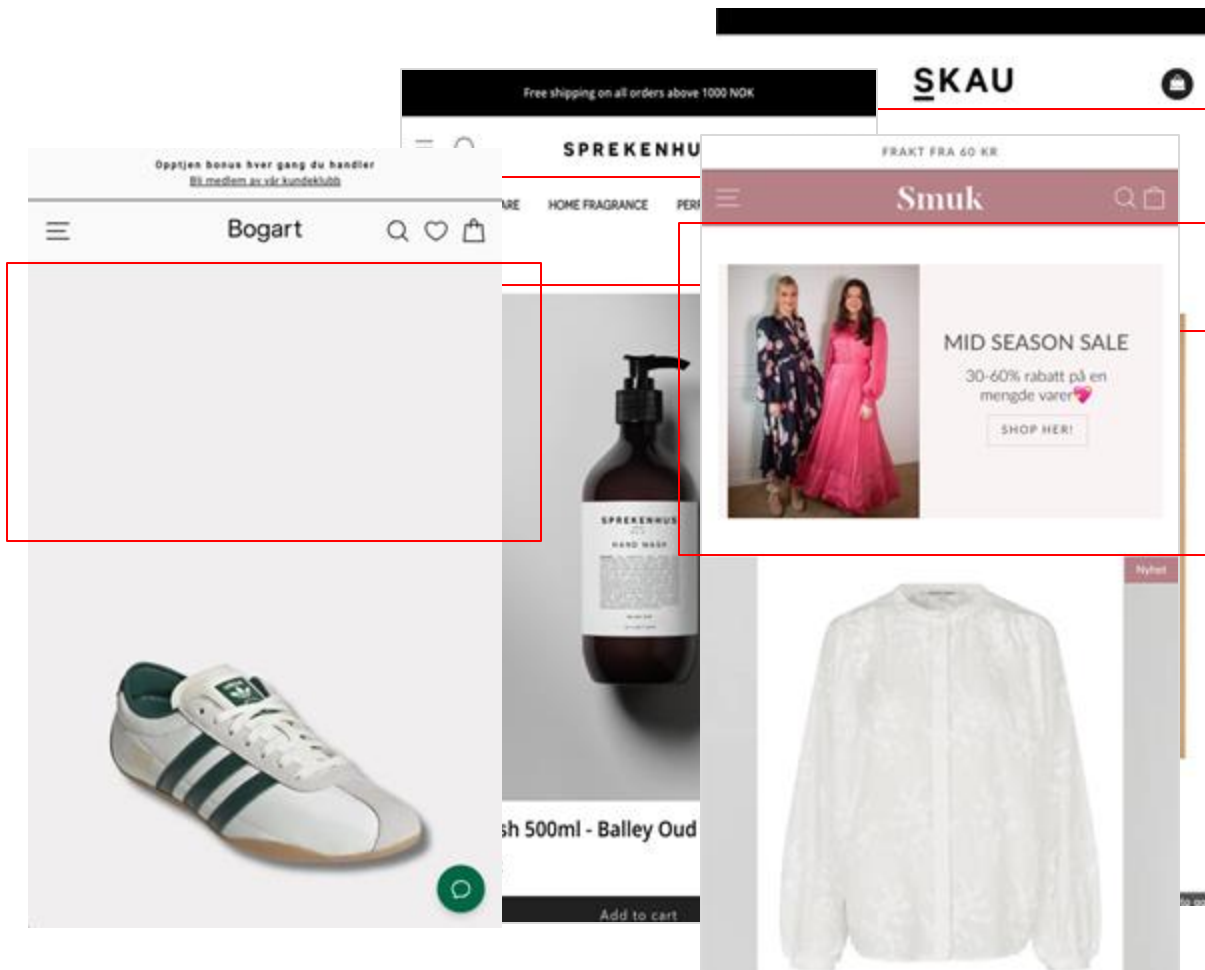 Opptjen bonus hver gang du handler
Bli medlem av vår kundeklubb
Bogart
Free shipping on all orders above 1000 NOK
SPREKENHU
HOME FRAGRANCE
SPREKENHUS
HAND WASH
500ml - Balley Oud
Add to cart
SKAU
FRAKT FRA 60 KR
Smuk
MID SEASON SALE
30-60% rabatt på en
mengde varer💖
SHOP HER!
Nyhet